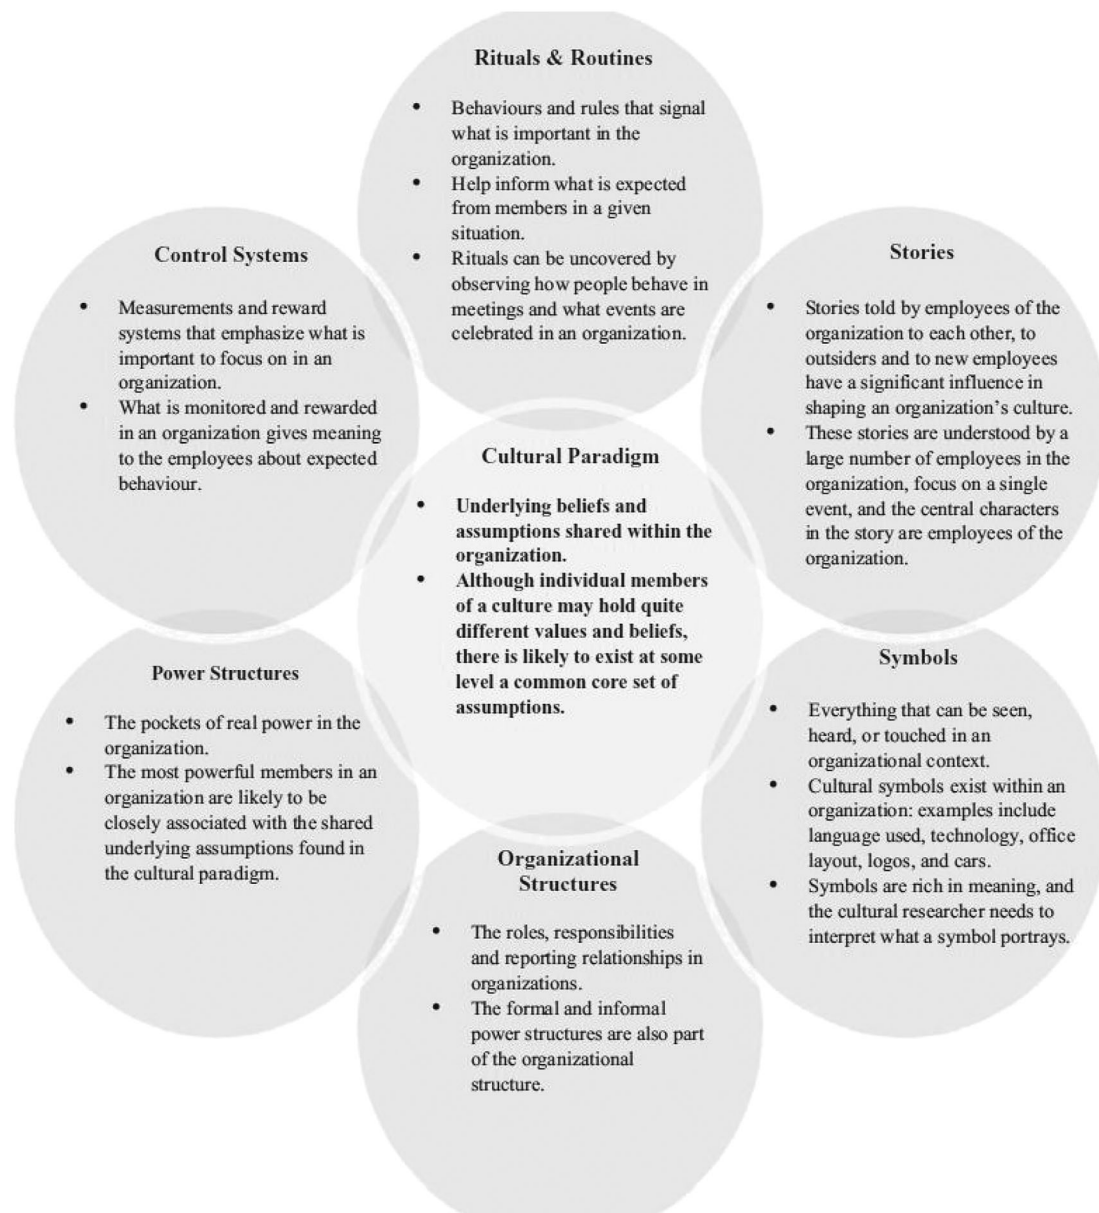 Rituals & Routines
• Behaviours and rules that signal
what is important in the
organization.
• Help inform what is expected
from members in a given
situation.
• Rituals can be uncovered by
observing how people behave in
meetings and what events are
celebrated in an organization.
Control Systems
• Measurements and reward
systems that emphasize what is
important to focus on in an
organization.
• What is monitored and rewarded
in an organization gives meaning
to the employees about expected
behaviour.
Stories
• Stories told by employees of the
organization to each other, to
outsiders and to new employees
have a significant influence in
shaping an organization’s culture.
• These stories are understood by a
large number of employees in the
organization, focus on a single
event, and the central characters
in the story are employees of the
organization.
Cultural Paradigm
• Underlying beliefs and
assumptions shared within the
organization.
• Although individual members
of a culture may hold quite
different values and beliefs,
there is likely to exist at some
level a common core set of
assumptions.
Power Structures
• The pockets of real power in the
organization.
• The most powerful members in an
organization are likely to be
closely associated with the shared
underlying assumptions found in
the cultural paradigm.
Symbols
• Everything that can be seen,
heard, or touched in an
organizational context.
• Cultural symbols exist within an
organization: examples include
language used, technology, office
layout, logos, and cars.
• Symbols are rich in meaning, and
the cultural researcher needs to
interpret what a symbol portrays.
Organizational
Structures
• The roles, responsibilities
and reporting relationships in
organizations.
• The formal and informal
power structures are also part
of the organizational
structure.